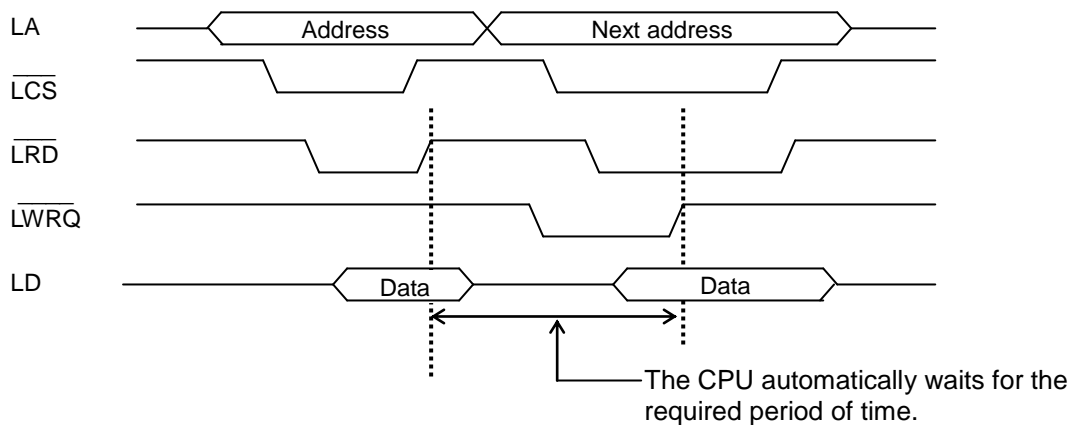 LA
Address
Next address
LCS
LRD
LWRQ
LD
Data
Data
The CPU automatically waits for the
required period of time.